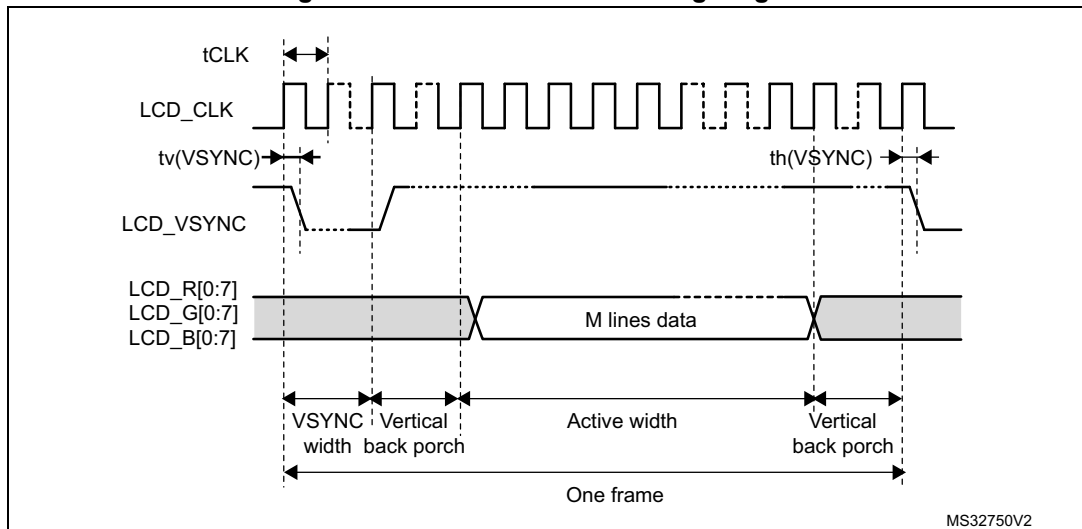 tCLK
LCD_CLK
tv(VSYNC)
th(VSYNC)
LCD_VSYNC
LCD_R[0:7]
LCD_G[0:7]
LCD_B[0:7]
M lines data
VSYNC width
Vertical back porch
Active width
Vertical back porch
One frame
MS32750V2